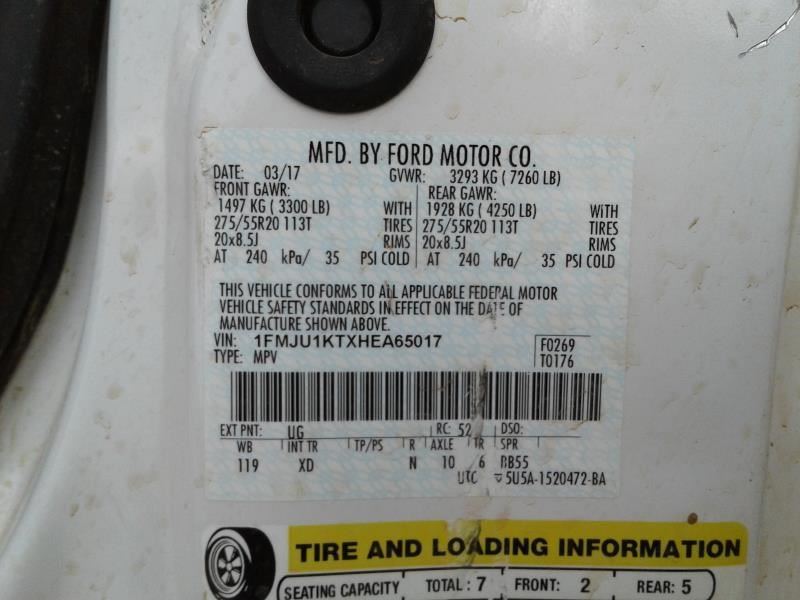 MFD. BY FORD MOTOR CO.
DATE: 03/17 GVWR: 3293 KG ( 7260 LB)
FRONT GAWR: REAR GAWR:
1497 KG ( 3300 LB) WITH 1928 KG ( 4250 LB) WITH
275/55R20 113T TIRES 275/55R20 113T TIRES
20x8.5J RIMS 20x8.5J RIMS
AT 240 kPa/ 35 PSI COLD AT 240 kPa/ 35 PSI COLD
THIS VEHICLE CONFORMS TO ALL APPLICABLE FEDERAL MOTOR
VEHICLE SAFETY STANDARDS IN EFFECT ON THE DATE OF
MANUFACTURE SHOWN ABOVE.
VIN: 1FMJU1KTXHEA65017 F0269
TYPE: MPV T0176
EXT PNT: UG RC: 52 DSO:
WB INT TR TP/PS R AXLE TR SPR
119 XD N 10 6 BB55
UTC 5U5A-1520472-BA
TIRE AND LOADING INFORMATION
SEATING CAPACITY TOTAL : 7 FRONT: 2 REAR: 5